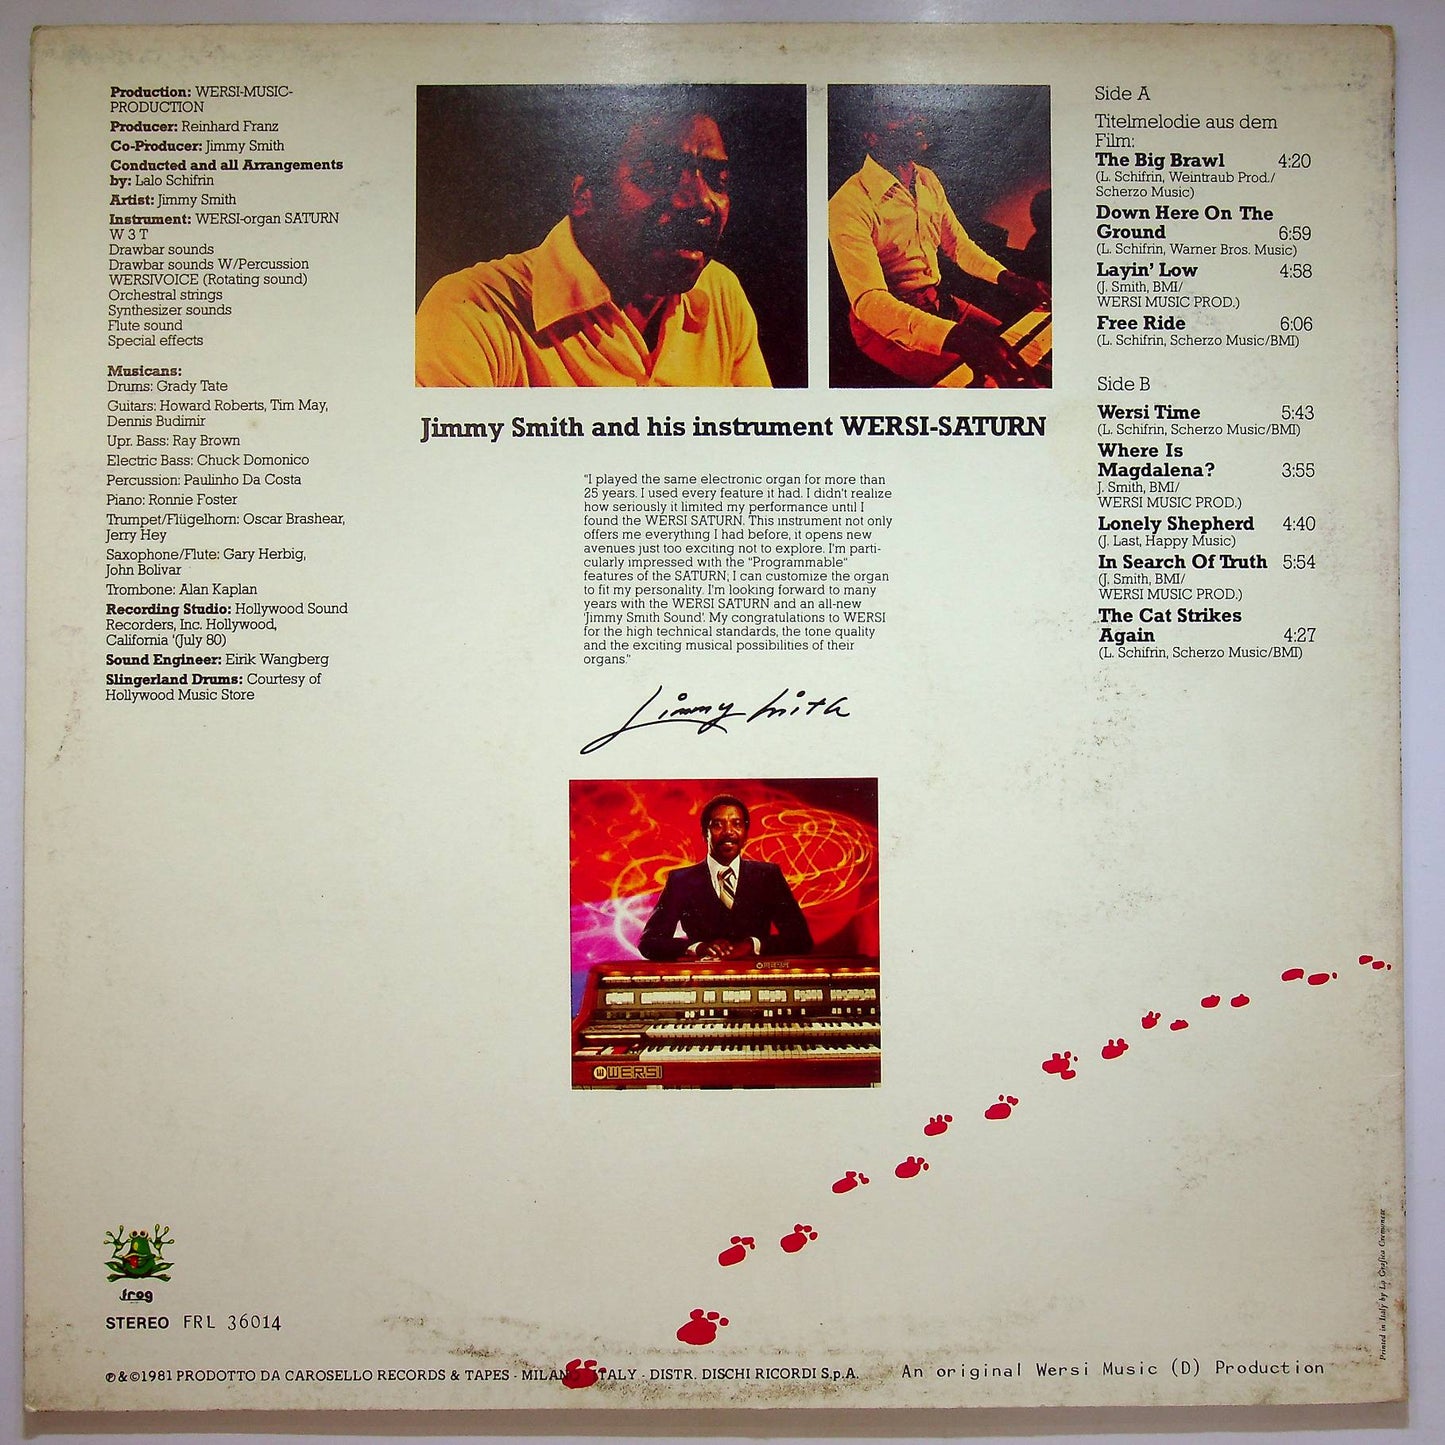 Production: WERSI-MUSIC-
PRODUCTION
Producer: Reinhard Franz
Co-Producer: Jimmy Smith
Conducted and all Arrangements
by: Lalo Schifrin
Artist: Jimmy Smith
Instrument: WERSI-organ SATURN
W 3 T
Drawbar sounds
Drawbar sounds W/Percussion
WERSIVOICE (Rotating sound)
Orchestral strings
Synthesizer sounds
Flute sound
Special effects
Musicans:
Drums: Grady Tate
Guitars: Howard Roberts, Tim May,
Dennis Budimir
Upr. Bass: Ray Brown
Electric Bass: Chuck Domonico
Percussion: Paulinho Da Costa
Piano: Ronnie Foster
Trumpet/Flügelhorn: Oscar Brashear,
Jerry Hey
Saxophone/Flute: Gary Herbig,
John Bolivar
Trombone: Alan Kaplan
Recording Studio: Hollywood Sound
Recorders, Inc. Hollywood,
California '(July 80)
Sound Engineer: Eirik Wangberg
Slingerland Drums: Courtesy of
Hollywood Music Store
Jimmy Smith and his instrument WERSI-SATURN
"I played the same electronic organ for more than
25 years. I used every feature it had. I didn't realize
how seriously it limited my performance until I
found the WERSI SATURN. This instrument not only
offers me everything I had before, it opens new
avenues just too exciting not to explore. I'm parti-
cularly impressed with the "Programmable"
features of the SATURN; I can customize the organ
to fit my personality. I'm looking forward to many
years with the WERSI SATURN and an all-new
'Jimmy Smith Sound'. My congratulations to WERSI
for the high technical standards, the tone quality
and the exciting musical possibilities of their
organs."
Jimmy Smith
WERSI
WERSI
Side A
Titelmelodie aus dem
Film:
The Big Brawl 4:20
(L. Schifrin, Weintraub Prod./
Scherzo Music)
Down Here On The
Ground 6:59
(L. Schifrin, Warner Bros. Music)
Layin' Low 4:58
(J. Smith, BMI/
WERSI MUSIC PROD.)
Free Ride 6:06
(L. Schifrin, Scherzo Music/BMI)
Side B
Wersi Time 5:43
(L. Schifrin, Scherzo Music/BMI)
Where Is
Magdalena? 3:55
J. Smith, BMI/
WERSI MUSIC PROD.)
Lonely Shepherd 4:40
(J. Last, Happy Music)
In Search Of Truth 5:54
(J. Smith, BMI/
WERSI MUSIC PROD.)
The Cat Strikes
Again 4:27
(L. Schifrin, Scherzo Music/BMI)
frog
STEREO FRL 36014
℗&©1981 PRODOTTO DA CAROSELLO RECORDS & TAPES - MILANO ITALY - DISTR. DISCHI RICORDI S.p.A.
An original Wersi Music (D) Production
Printed in Italy by La Grafica Cremonese